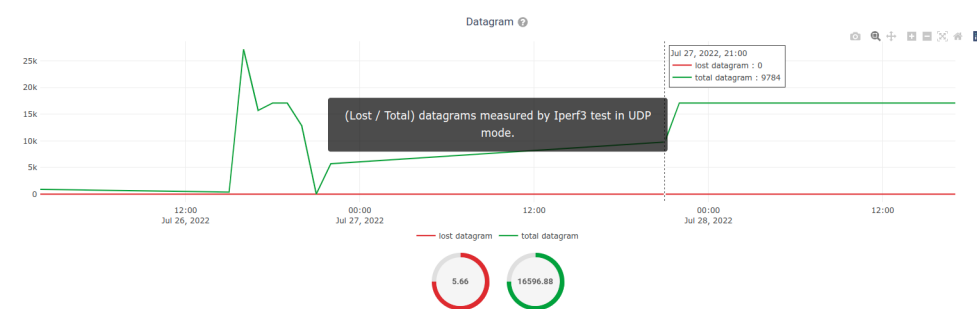 Datagram
Jul 27, 2022, 21:00
lost datagram : 0
total datagram : 9784
25k
20k
15k
10k
5k
0
(Lost / Total) datagrams measured by Iperf3 test in UDP
mode.
12:00
Jul 26, 2022
00:00
Jul 27, 2022
12:00
00:00
Jul 28, 2022
12:00
lost datagram total datagram
5.66 16596.88